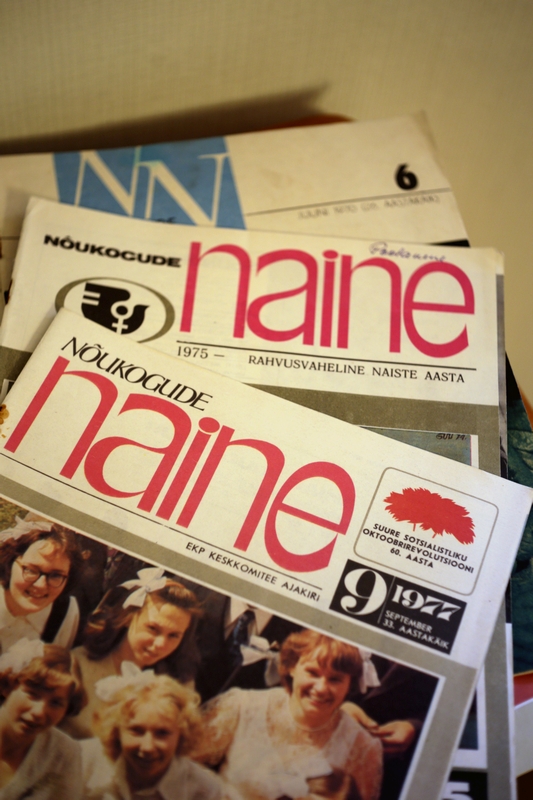 NN
6
NÕUKOGUDE
naine
1975 — RAHVUSVAHELINE NAISTE AASTA
NÕUKOGUDE
naine
EKP KESKKOMITEE AJAKIRI
SUURE SOTSIALISTLIKU
OKTOOBRIREVOLUTSIOONI
60. AASTA
9 1977
SEPTEMBER
33. AASTAKÄIK